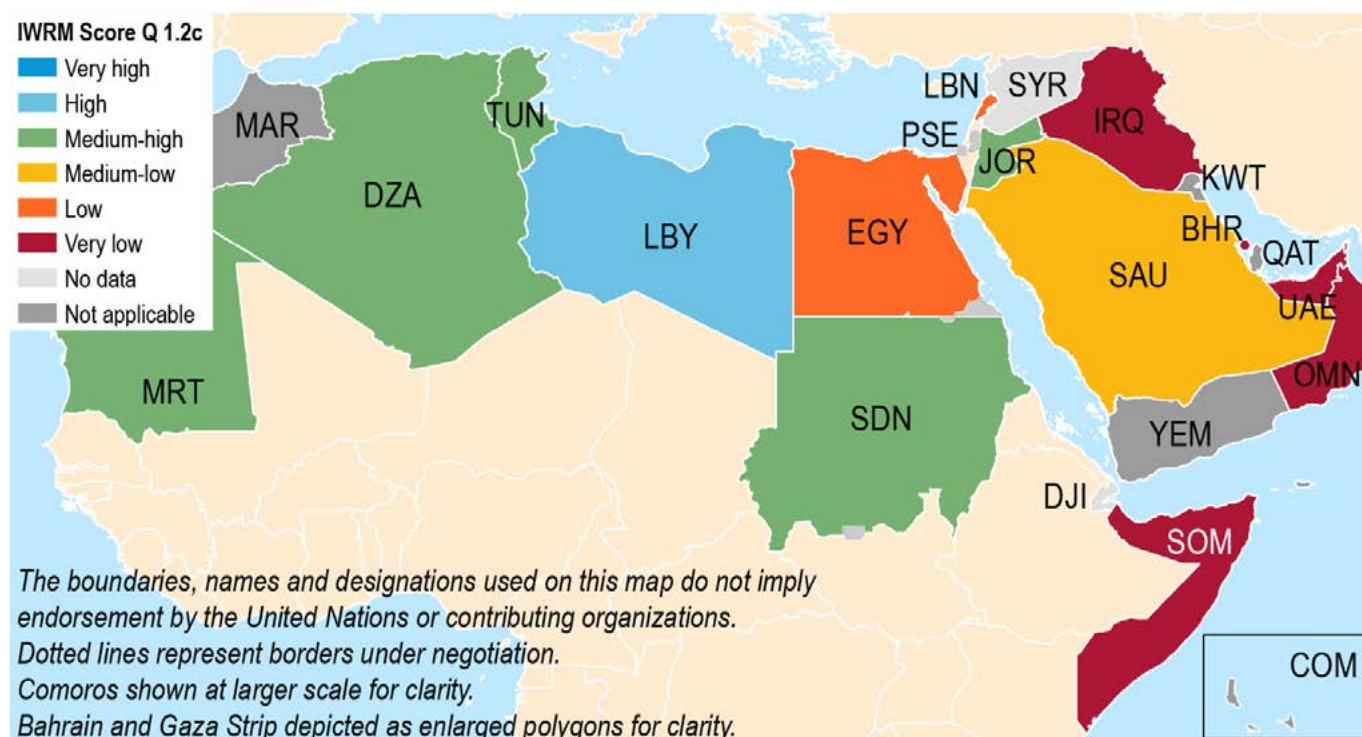 IWRM Score Q 1.2c
Very high
High
Medium-high
Medium-low
Low
Very low
No data
Not applicable
MAR
DZA
TUN
LBY
EGY
LBN
SYR
PSE
JOR
IRQ
KWT
BHR
QAT
SAU
UAE
OMN
MRT
SDN
YEM
DJI
SOM
COM
The boundaries, names and designations used on this map do not imply
endorsement by the United Nations or contributing organizations.
Dotted lines represent borders under negotiation.
Comoros shown at larger scale for clarity.
Bahrain and Gaza Strip depicted as enlarged polygons for clarity.